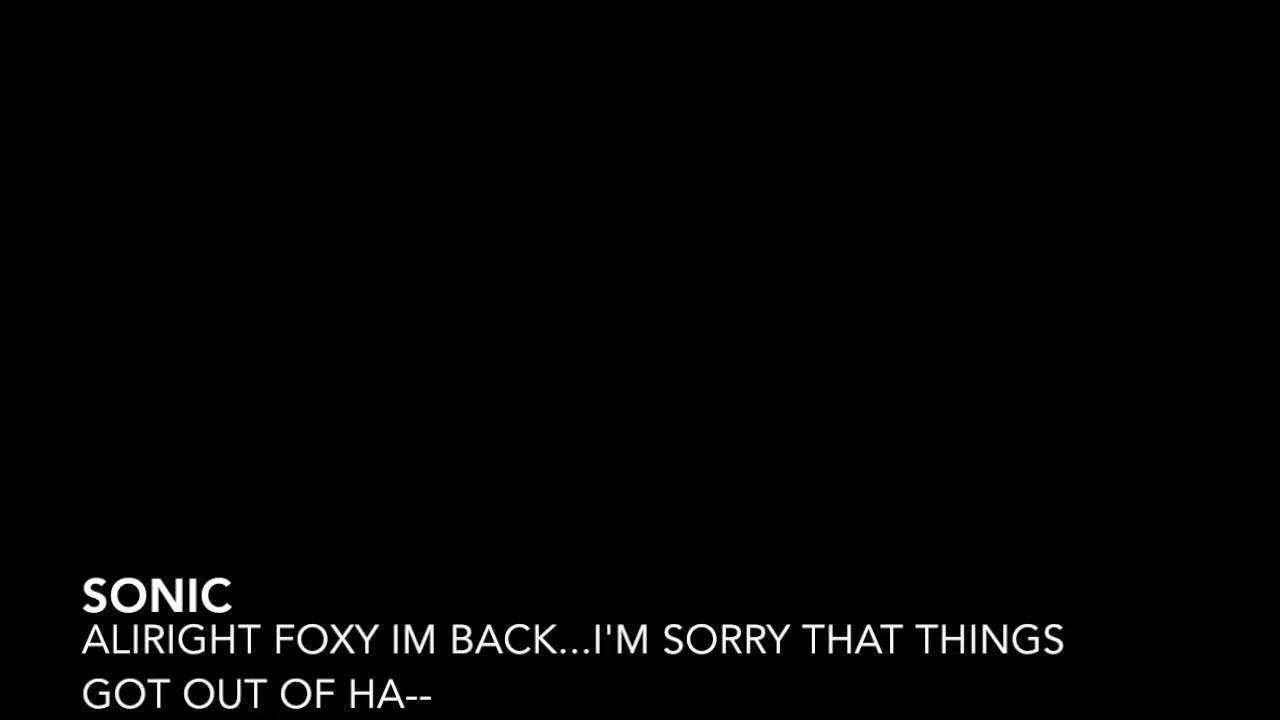 SONIC
ALIRIGHT FOXY IM BACK...I'M SORRY THAT THINGS
GOT OUT OF HA--